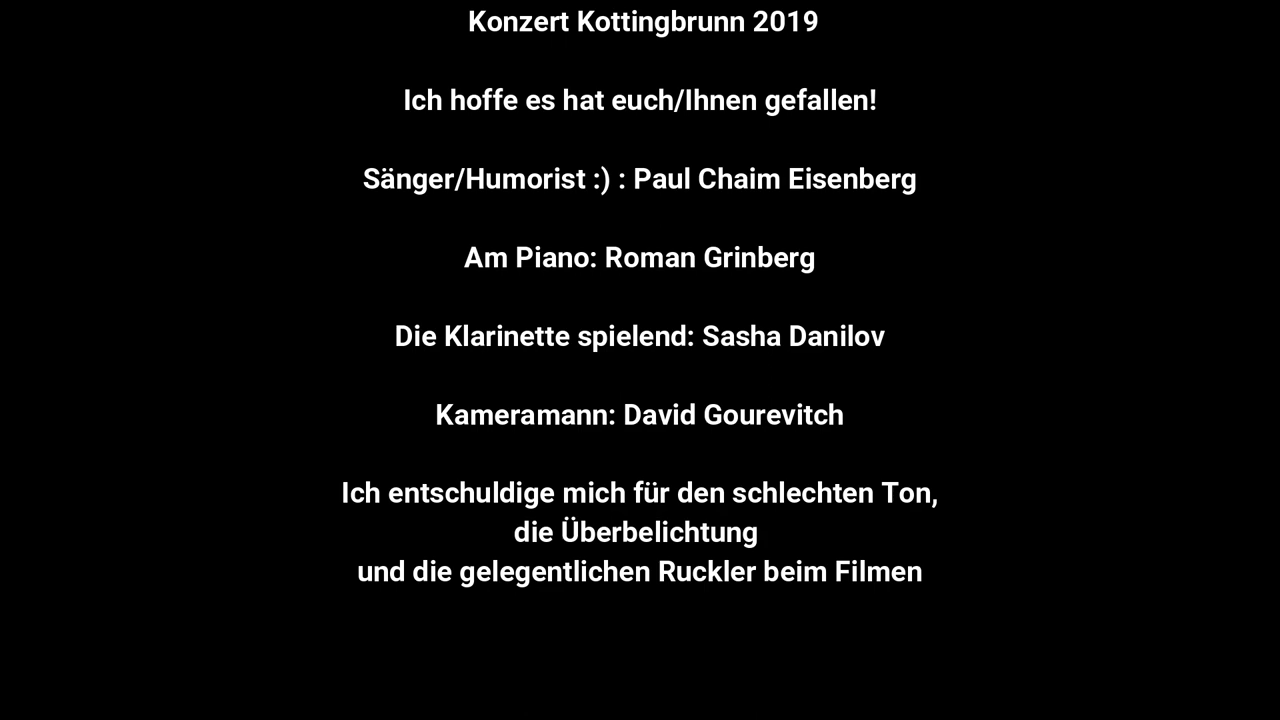 Konzert Kottingbrunn 2019
Ich hoffe es hat euch/Ihnen gefallen!
Sänger/Humorist :) : Paul Chaim Eisenberg
Am Piano: Roman Grinberg
Die Klarinette spielend: Sasha Danilov
Kameramann: David Gourevitch
Ich entschuldige mich für den schlechten Ton,
die Überbelichtung
und die gelegentlichen Ruckler beim Filmen